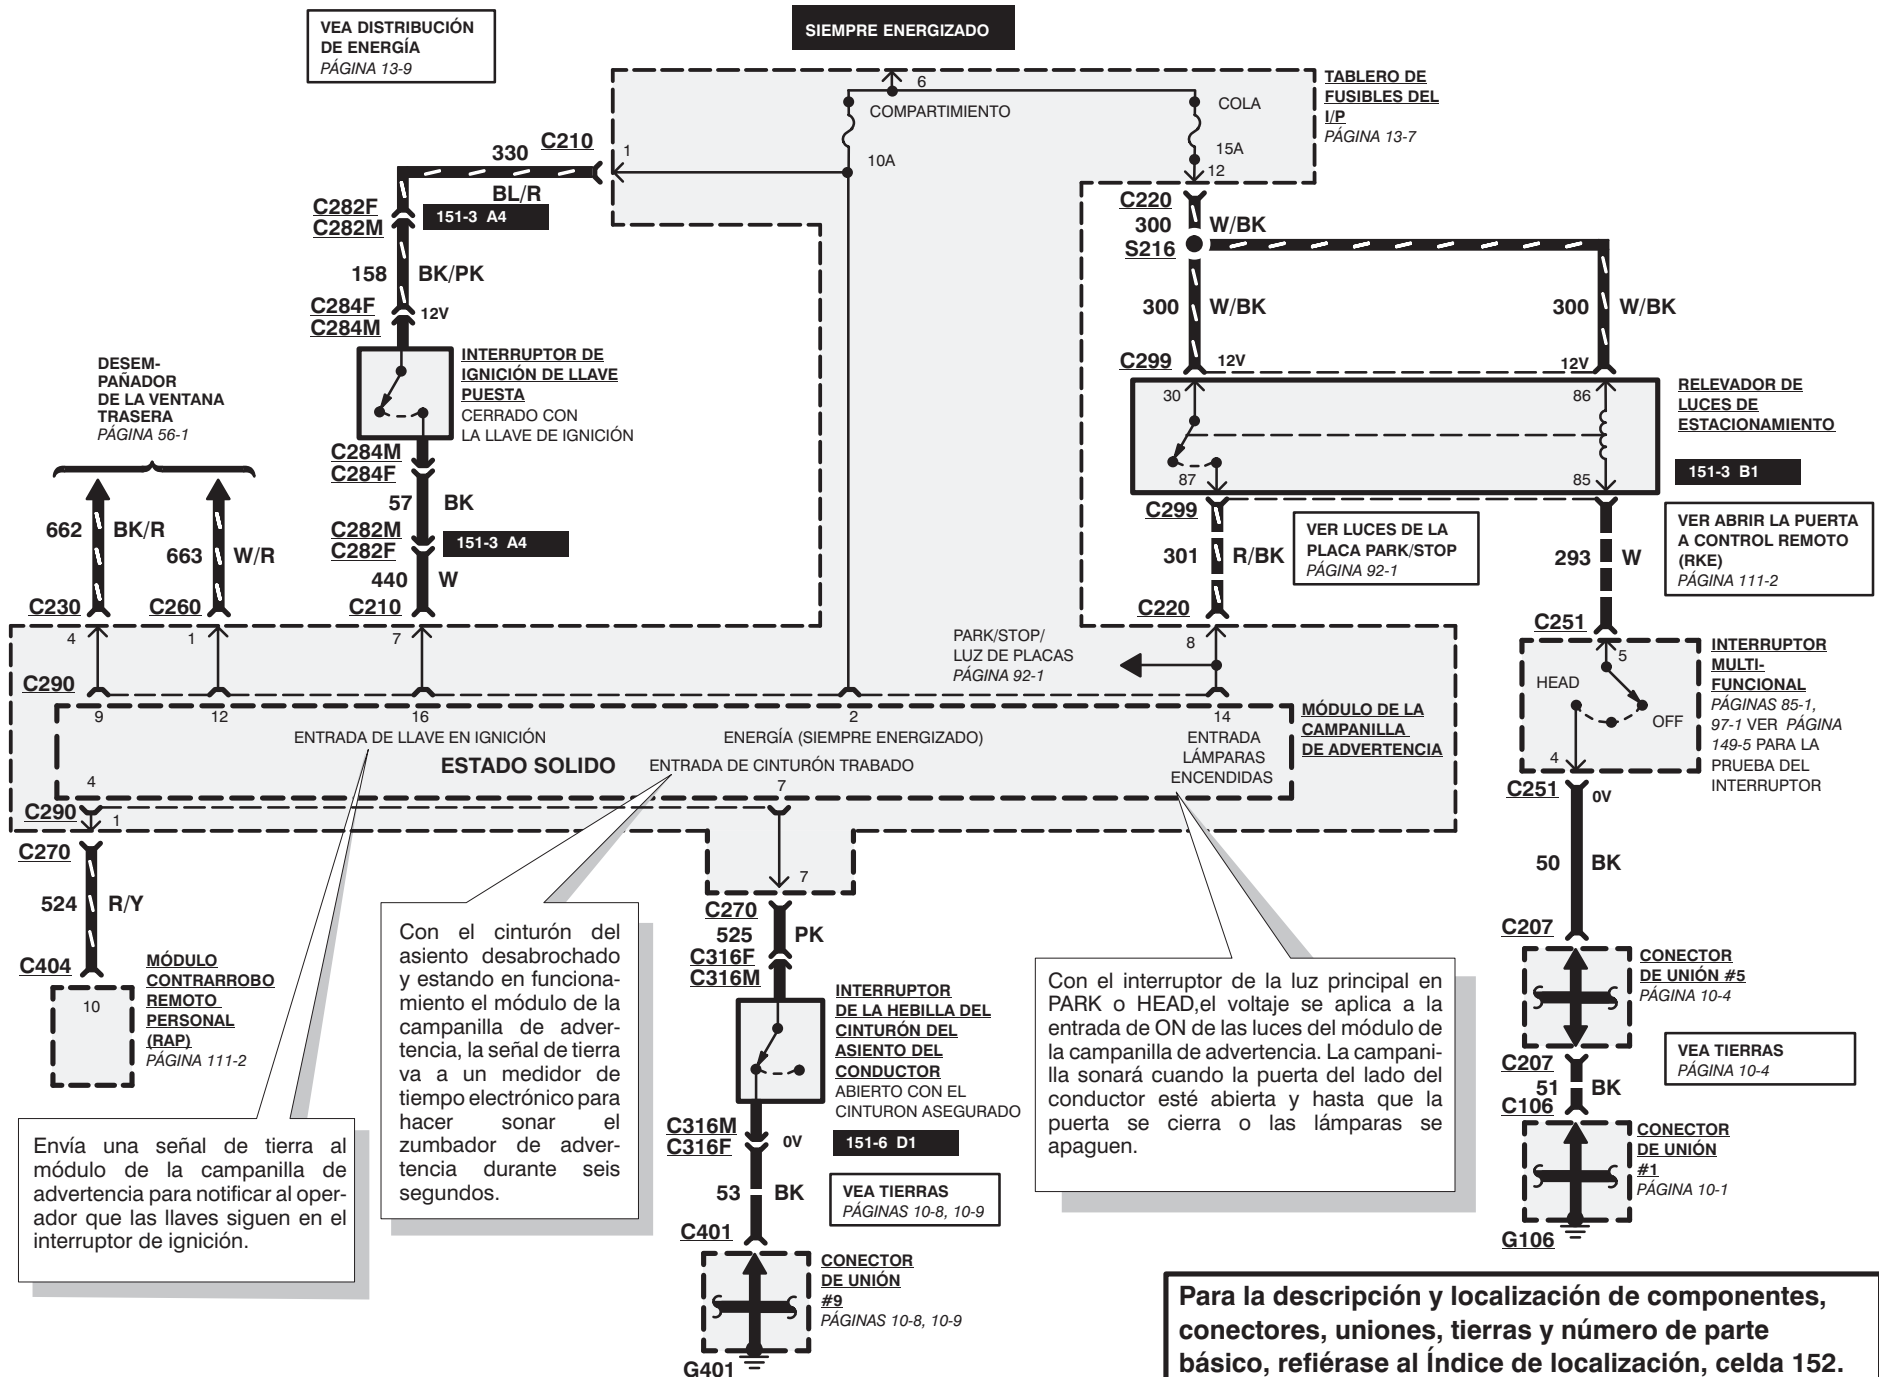 VEA DISTRIBUCIÓN
DE ENERGÍA
PÁGINA 13-9
SIEMPRE ENERGIZADO
6
COMPARTIMIENTO
10A
COLA
15A
12
TABLERO DE
FUSIBLES DEL
I/P
PÁGINA 13-7
330
C210
1
BL/R
C282F
C282M
151-3 A4
158
BK/PK
C284F
C284M
12V
INTERRUPTOR DE
IGNICIÓN DE LLAVE
PUESTA
CERRADO CON
LA LLAVE DE IGNICIÓN
C284M
C284F
57
BK
C282M
C282F
151-3 A4
440
W
C210
7
DESEM-
PAÑADOR
DE LA VENTANA
TRASERA
PÁGINA 56-1
662
BK/R
663
W/R
C230
C260
4
1
C220
300
W/BK
S216
300
W/BK
300
W/BK
C299
12V
12V
30
86
87
85
RELEVADOR DE
LUCES DE
ESTACIONAMIENTO
151-3 B1
C299
301
R/BK
C220
8
VER LUCES DE LA
PLACA PARK/STOP
PÁGINA 92-1
293
W
VER ABRIR LA PUERTA
A CONTROL REMOTO
(RKE)
PÁGINA 111-2
PARK/STOP/
LUZ DE PLACAS
PÁGINA 92-1
C251
5
HEAD
OFF
4
INTERRUPTOR
MULTI-
FUNCIONAL
PÁGINAS 85-1,
97-1 VER PÁGINA
149-5 PARA LA
PRUEBA DEL
INTERRUPTOR
C251
0V
C290
9
12
16
2
14
ENTRADA DE LLAVE EN IGNICIÓN
ENERGÍA (SIEMPRE ENERGIZADO)
ENTRADA
LÁMPARAS
ENCENDIDAS
ESTADO SOLIDO
ENTRADA DE CINTURÓN TRABADO
MÓDULO DE LA
CAMPANILLA
DE ADVERTENCIA
4
7
C290
1
C270
524
R/Y
C404
10
MÓDULO
CONTRARROBO
REMOTO
PERSONAL
(RAP)
PÁGINA 111-2
Envía una señal de tierra al
módulo de la campanilla de
advertencia para notificar al oper-
ador que las llaves siguen en el
interruptor de ignición.
Con el cinturón del
asiento desabrochado
y estando en funciona-
miento el módulo de la
campanilla de adver-
tencia, la señal de tierra
va a un medidor de
tiempo electrónico para
hacer sonar el
zumbador de adver-
tencia durante seis
segundos.
7
C270
525
PK
C316F
C316M
INTERRUPTOR
DE LA HEBILLA DEL
CINTURÓN DEL
ASIENTO DEL
CONDUCTOR
ABIERTO CON EL
CINTURON ASEGURADO
C316M
C316F
0V
151-6 D1
53
BK
VEA TIERRAS
PÁGINAS 10-8, 10-9
C401
CONECTOR
DE UNIÓN
#9
PÁGINAS 10-8, 10-9
G401
Con el interruptor de la luz principal en
PARK o HEAD,el voltaje se aplica a la
entrada de ON de las luces del módulo de
la campanilla de advertencia. La campani-
lla sonará cuando la puerta del lado del
conductor esté abierta y hasta que la
puerta se cierra o las lámparas se
apaguen.
50
BK
C207
CONECTOR
DE UNIÓN #5
PÁGINA 10-4
VEA TIERRAS
PÁGINA 10-4
C207
51
BK
C106
CONECTOR
DE UNIÓN
#1
PÁGINA 10-1
G106
Para la descripción y localización de componentes,
conectores, uniones, tierras y número de parte
básico, refiérase al Índice de localización, celda 152.